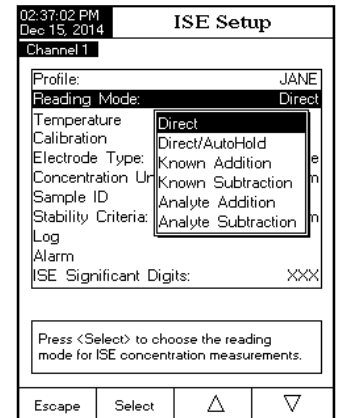 02:37:02 PM
Dec 15, 2014
ISE Setup
Channel 1
Profile: JANE
Reading Mode: Direct
Temperature
Calibration
Electrode Type:
Concentration
Sample ID
Stability Criteria:
Log
Alarm
ISE Significant Digits: XXX
Direct
Direct/AutoHold
Known Addition
Known Subtraction
Analyte Addition
Analyte Subtraction
Press <Select> to choose the reading
mode for ISE concentration measurements.
Escape Select △ ▽